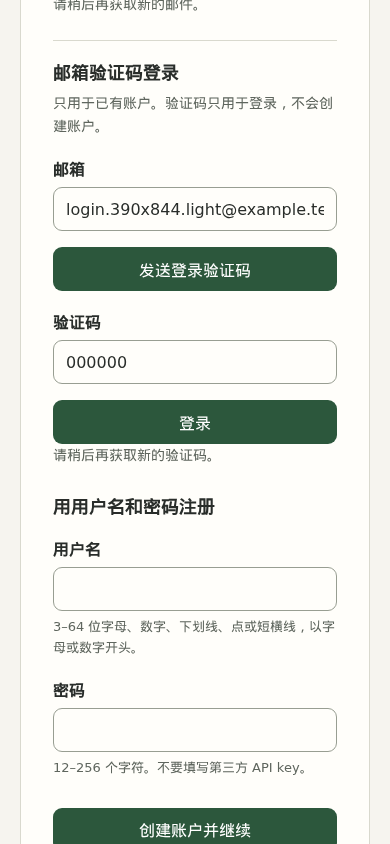 请稍后再获取新的邮件。
邮箱验证码登录
只用于已有账户。验证码只用于登录，不会创
建账户。
邮箱
login.390x844.light@example.te
发送登录验证码
验证码
000000
登录
请稍后再获取新的验证码。
用用户名和密码注册
用户名
3–64 位字母、数字、下划线、点或短横线，以字
母或数字开头。
密码
12–256 个字符。不要填写第三方 API key。
创建账户并继续